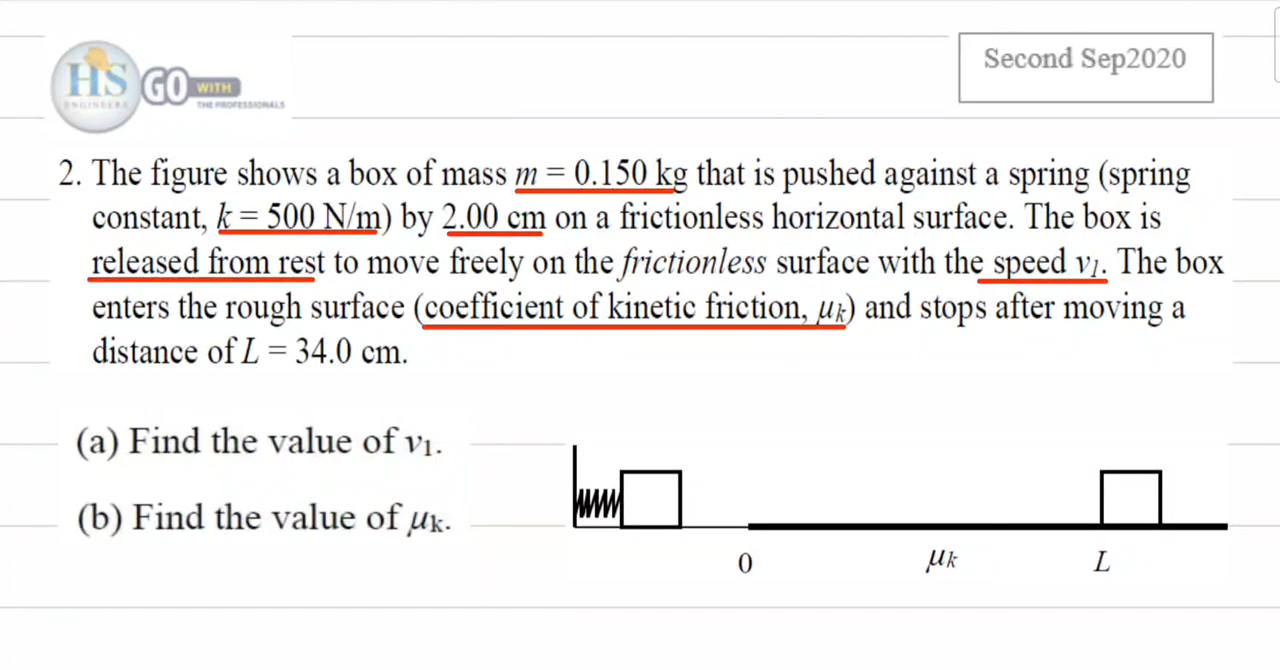 HS
ENGINEERS
GO WITH
THE PROFESSIONALS
Second Sep2020
2. The figure shows a box of mass m = 0.150 kg that is pushed against a spring (spring
constant, k = 500 N/m) by 2.00 cm on a frictionless horizontal surface. The box is
released from rest to move freely on the frictionless surface with the speed v₁. The box
enters the rough surface (coefficient of kinetic friction, μₖ) and stops after moving a
distance of L = 34.0 cm.
(a) Find the value of v₁.
(b) Find the value of μₖ.
0 μₖ L